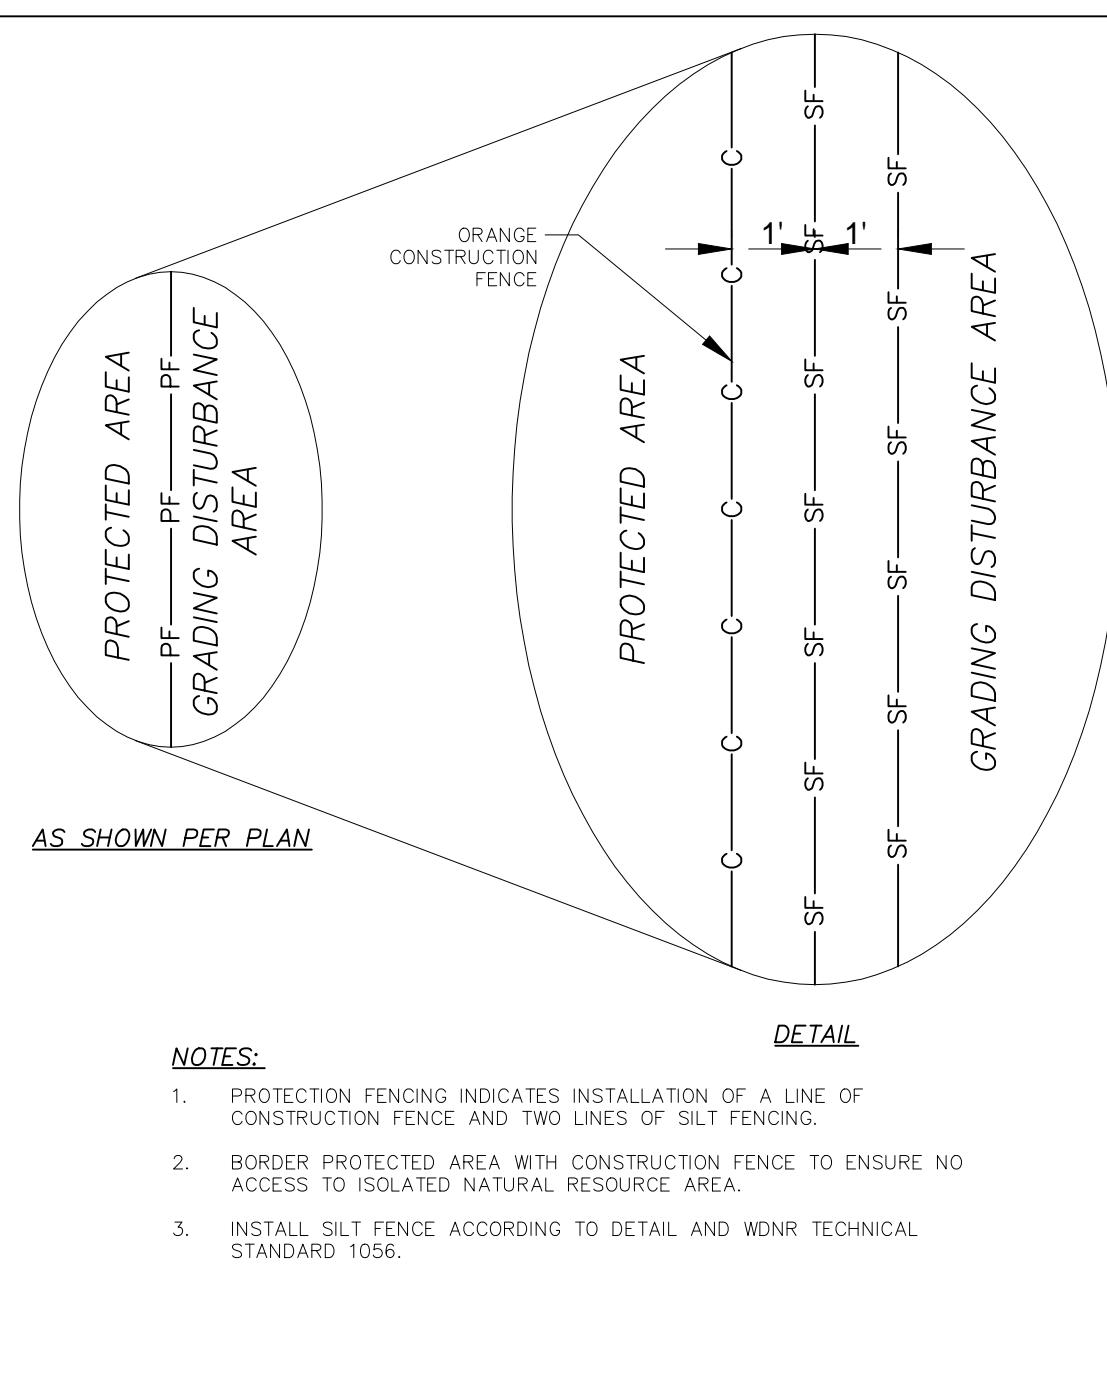 PROTECTED AREA
PF
PF
PF
GRADING DISTURBANCE
AREA
AS SHOWN PER PLAN
ORANGE
CONSTRUCTION
FENCE
PROTECTED AREA
C
C
C
C
C
C
C
1'
SF
SF
SF
SF
SF
SF
SF
1'
SF
SF
SF
SF
SF
SF
GRADING DISTURBANCE AREA
DETAIL
NOTES:
1. PROTECTION FENCING INDICATES INSTALLATION OF A LINE OF
CONSTRUCTION FENCE AND TWO LINES OF SILT FENCING.
2. BORDER PROTECTED AREA WITH CONSTRUCTION FENCE TO ENSURE NO
ACCESS TO ISOLATED NATURAL RESOURCE AREA.
3. INSTALL SILT FENCE ACCORDING TO DETAIL AND WDNR TECHNICAL
STANDARD 1056.